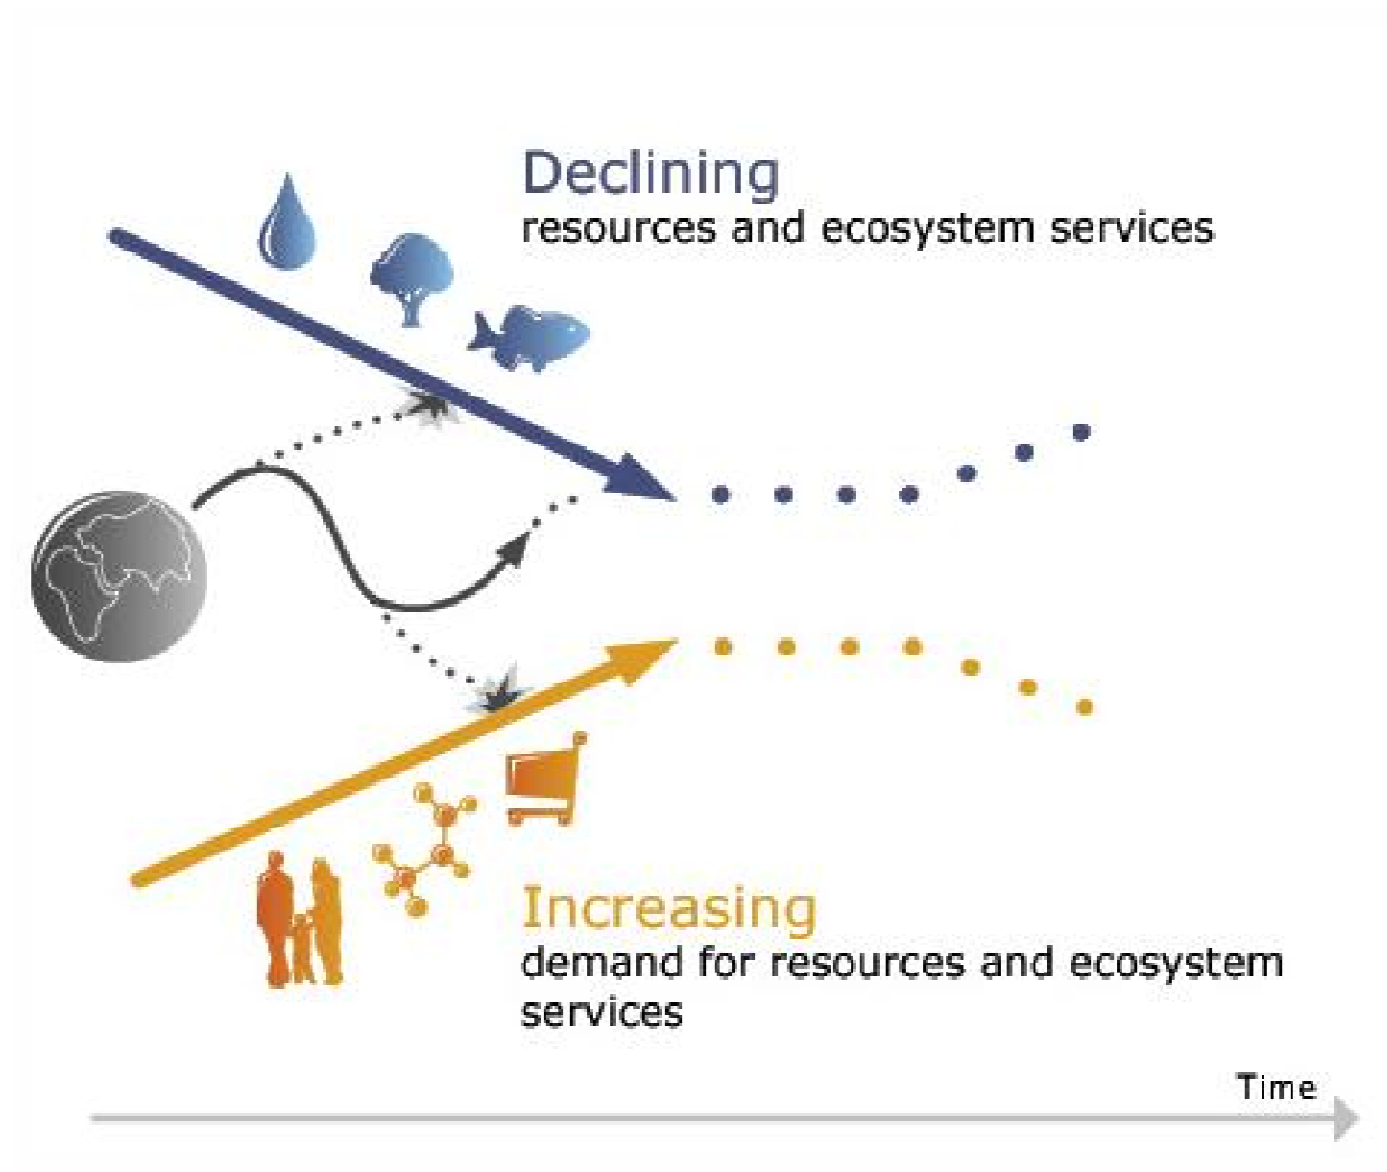 Declining
resources and ecosystem services
Increasing
demand for resources and ecosystem
services
Time